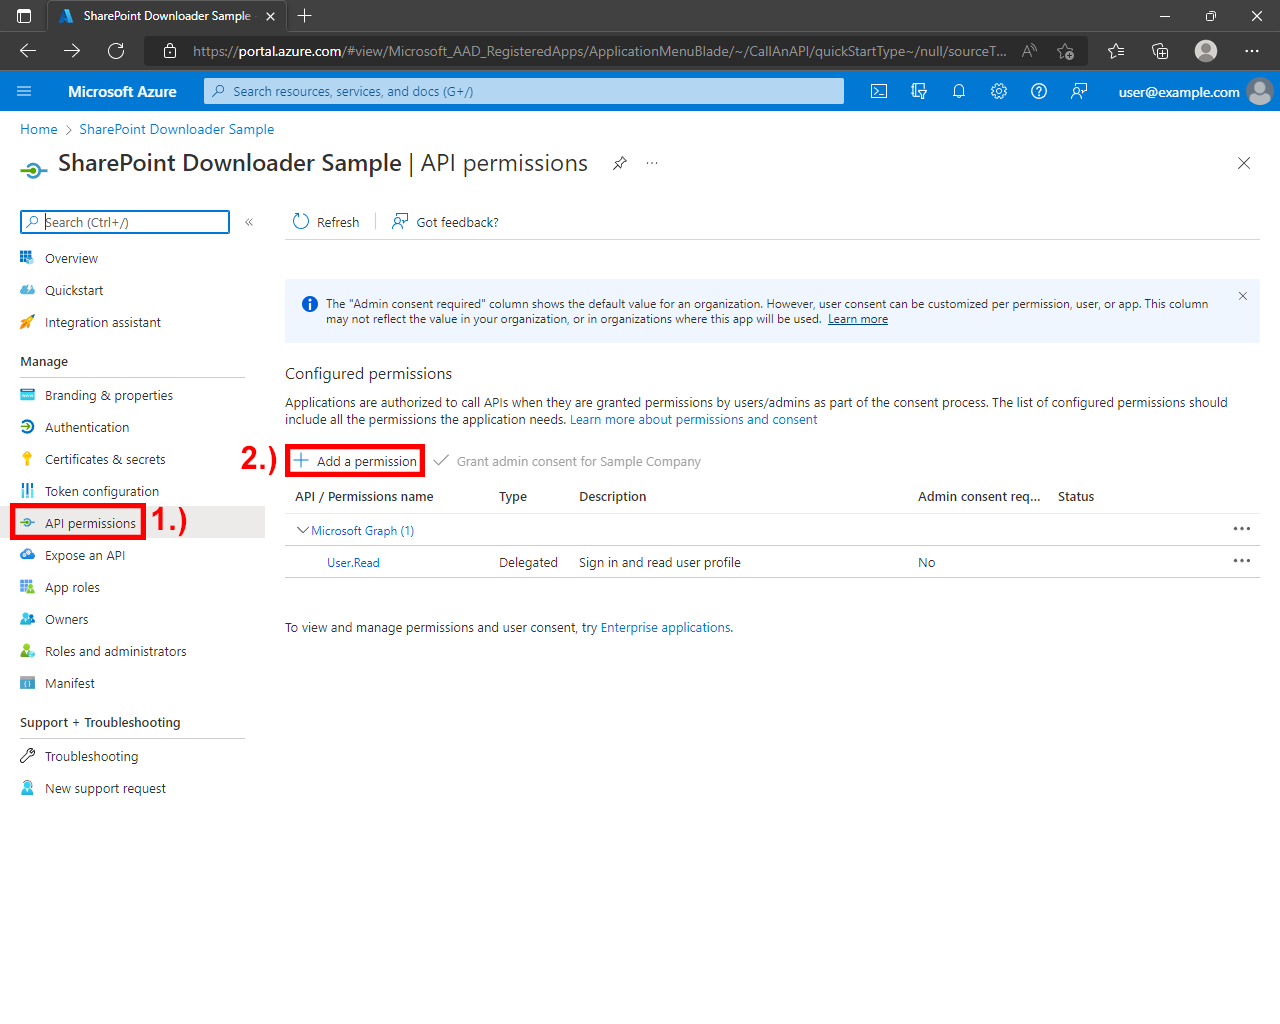 SharePoint Downloader Sample -
https://portal.azure.com/#view/Microsoft_AAD_RegisteredApps/ApplicationMenuBlade/~/CallAnAPI/quickStartType~/null/sourceT...
Microsoft Azure
Search resources, services, and docs (G+/)
user@example.com
Home > SharePoint Downloader Sample
SharePoint Downloader Sample | API permissions
Search (Ctrl+/)
Refresh
Got feedback?
Overview
Quickstart
Integration assistant
Manage
Branding & properties
Authentication
Certificates & secrets
Token configuration
API permissions
1.)
Expose an API
App roles
Owners
Roles and administrators
Manifest
Support + Troubleshooting
Troubleshooting
New support request
The "Admin consent required" column shows the default value for an organization. However, user consent can be customized per permission, user, or app. This column
may not reflect the value in your organization, or in organizations where this app will be used. Learn more
Configured permissions
Applications are authorized to call APIs when they are granted permissions by users/admins as part of the consent process. The list of configured permissions should
include all the permissions the application needs. Learn more about permissions and consent
2.)
Add a permission
Grant admin consent for Sample Company
API / Permissions name Type Description Admin consent req... Status
Microsoft Graph (1)
User.Read Delegated Sign in and read user profile No
To view and manage permissions and user consent, try Enterprise applications.